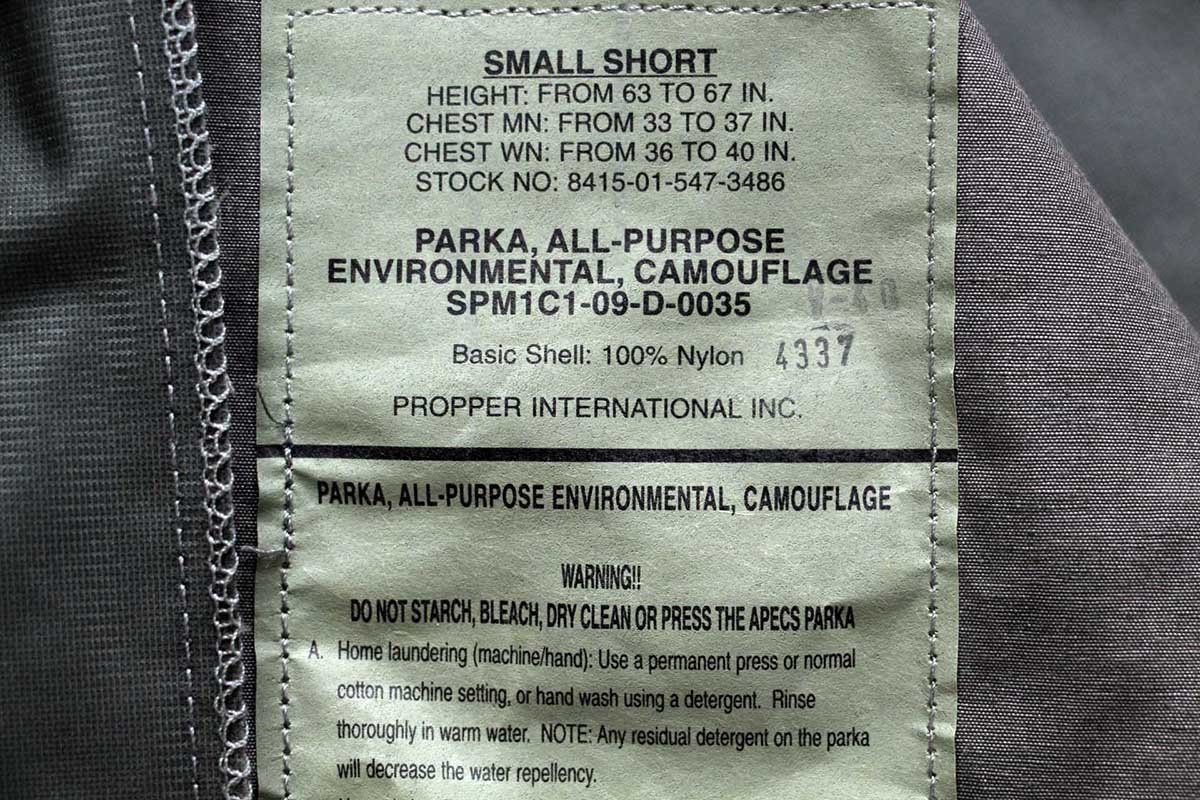 SMALL SHORT
HEIGHT: FROM 63 TO 67 IN.
CHEST MN: FROM 33 TO 37 IN.
CHEST WN: FROM 36 TO 40 IN.
STOCK NO: 8415-01-547-3486
PARKA, ALL-PURPOSE
ENVIRONMENTAL, CAMOUFLAGE
SPM1C1-09-D-0035
Basic Shell: 100% Nylon 4337
PROPPER INTERNATIONAL INC.
PARKA, ALL-PURPOSE ENVIRONMENTAL, CAMOUFLAGE
WARNING!!
DO NOT STARCH, BLEACH, DRY CLEAN OR PRESS THE APECS PARKA
A. Home laundering (machine/hand): Use a permanent press or normal
cotton machine setting, or hand wash using a detergent. Rinse
thoroughly in warm water. NOTE: Any residual detergent on the parka
will decrease the water repellency.